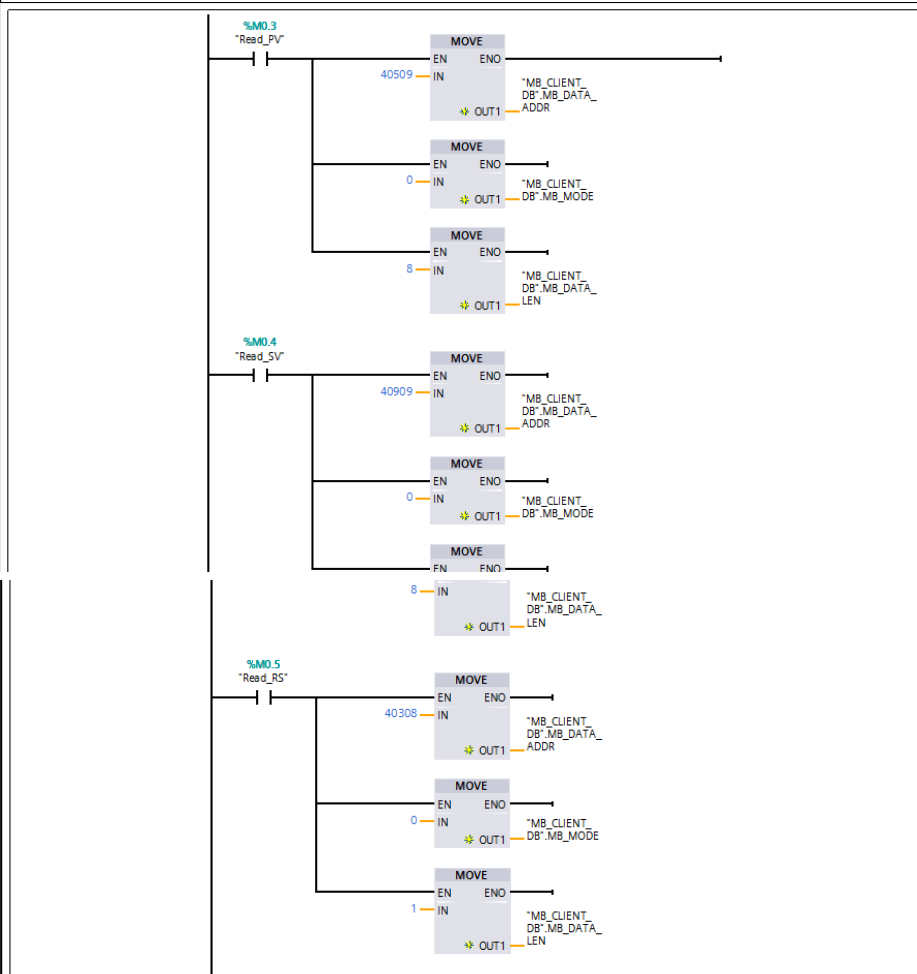 %M0.3
"Read_PV"
MOVE
EN ENO
40509 IN
"MB_CLIENT_
DB".MB_DATA_
OUT1 ADDR
MOVE
EN ENO
0 IN
"MB_CLIENT_
OUT1 DB".MB_MODE
MOVE
EN ENO
8 IN
"MB_CLIENT_
DB".MB_DATA_
OUT1 LEN
%M0.4
"Read_SV"
MOVE
EN ENO
40909 IN
"MB_CLIENT_
DB".MB_DATA_
OUT1 ADDR
MOVE
EN ENO
0 IN
"MB_CLIENT_
OUT1 DB".MB_MODE
MOVE
EN ENO
8 IN
"MB_CLIENT_
DB".MB_DATA_
OUT1 LEN
%M0.5
"Read_RS"
MOVE
EN ENO
40308 IN
"MB_CLIENT_
DB".MB_DATA_
OUT1 ADDR
MOVE
EN ENO
0 IN
"MB_CLIENT_
OUT1 DB".MB_MODE
MOVE
EN ENO
1 IN
"MB_CLIENT_
DB".MB_DATA_
OUT1 LEN